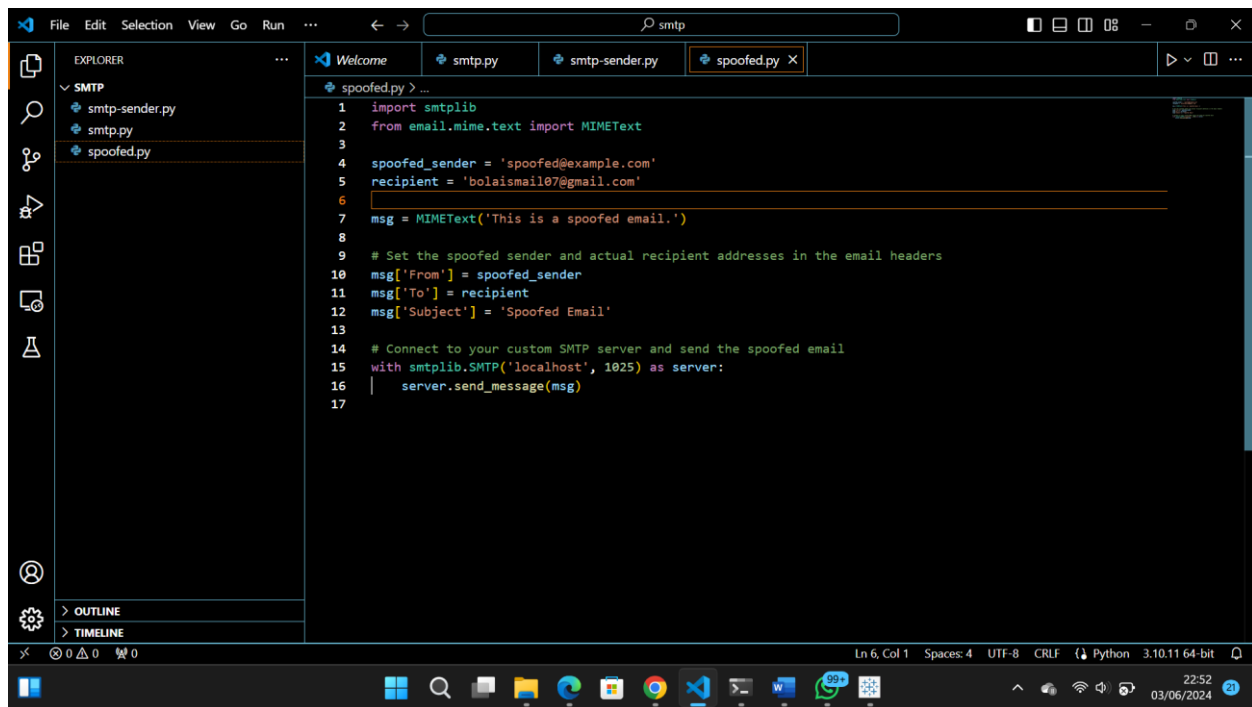 File Edit Selection View Go Run ··· smtp
EXPLORER ···
SMTP
smtp-sender.py
smtp.py
spoofed.py
OUTLINE
TIMELINE
Welcome smtp.py smtp-sender.py spoofed.py
spoofed.py > ...
1 import smtplib
2 from email.mime.text import MIMEText
3
4 spoofed_sender = 'spoofed@example.com'
5 recipient = 'bolaismail07@gmail.com'
6
7 msg = MIMEText('This is a spoofed email.')
8
9 # Set the spoofed sender and actual recipient addresses in the email headers
10 msg['From'] = spoofed_sender
11 msg['To'] = recipient
12 msg['Subject'] = 'Spoofed Email'
13
14 # Connect to your custom SMTP server and send the spoofed email
15 with smtplib.SMTP('localhost', 1025) as server:
16 server.send_message(msg)
17
0 0 0 Ln 6, Col 1 Spaces: 4 UTF-8 CRLF Python 3.10.11 64-bit
99+
22:52
03/06/2024
21